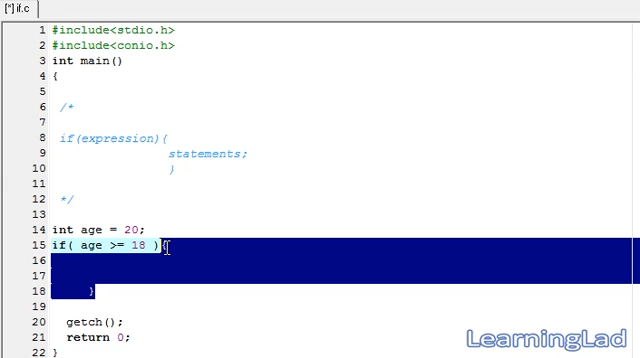 [*] if.c
1 #include<stdio.h>
2 #include<conio.h>
3 int main()
4 {
5
6 /*
7
8 if(expression){
9 statements;
10 }
11
12 */
13
14 int age = 20;
15 if( age >= 18 ){
16
17
18 }
19
20 getch();
21 return 0;
22 }
LearningLad